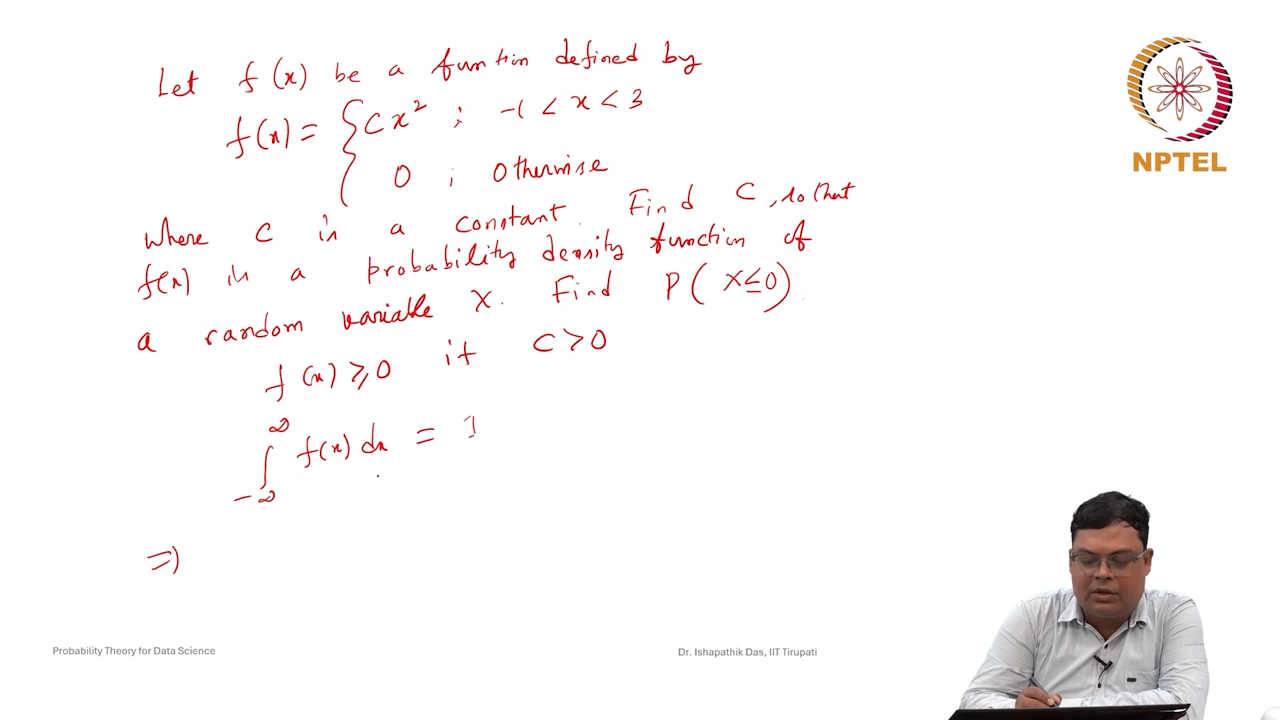 Let f(x) be a function defined by
f(x) = { Cx² ; -1 < x < 3
0 ; Otherwise
where C is a constant. Find C, so that
f(x) is a probability density function of
a random variable X. Find P(X≤0).
f(x) ≥ 0 if C > 0
∫_{-∞}^{∞} f(x) dx = 1
⇒
NPTEL
Probability Theory for Data Science
Dr. Ishapathik Das, IIT Tirupati